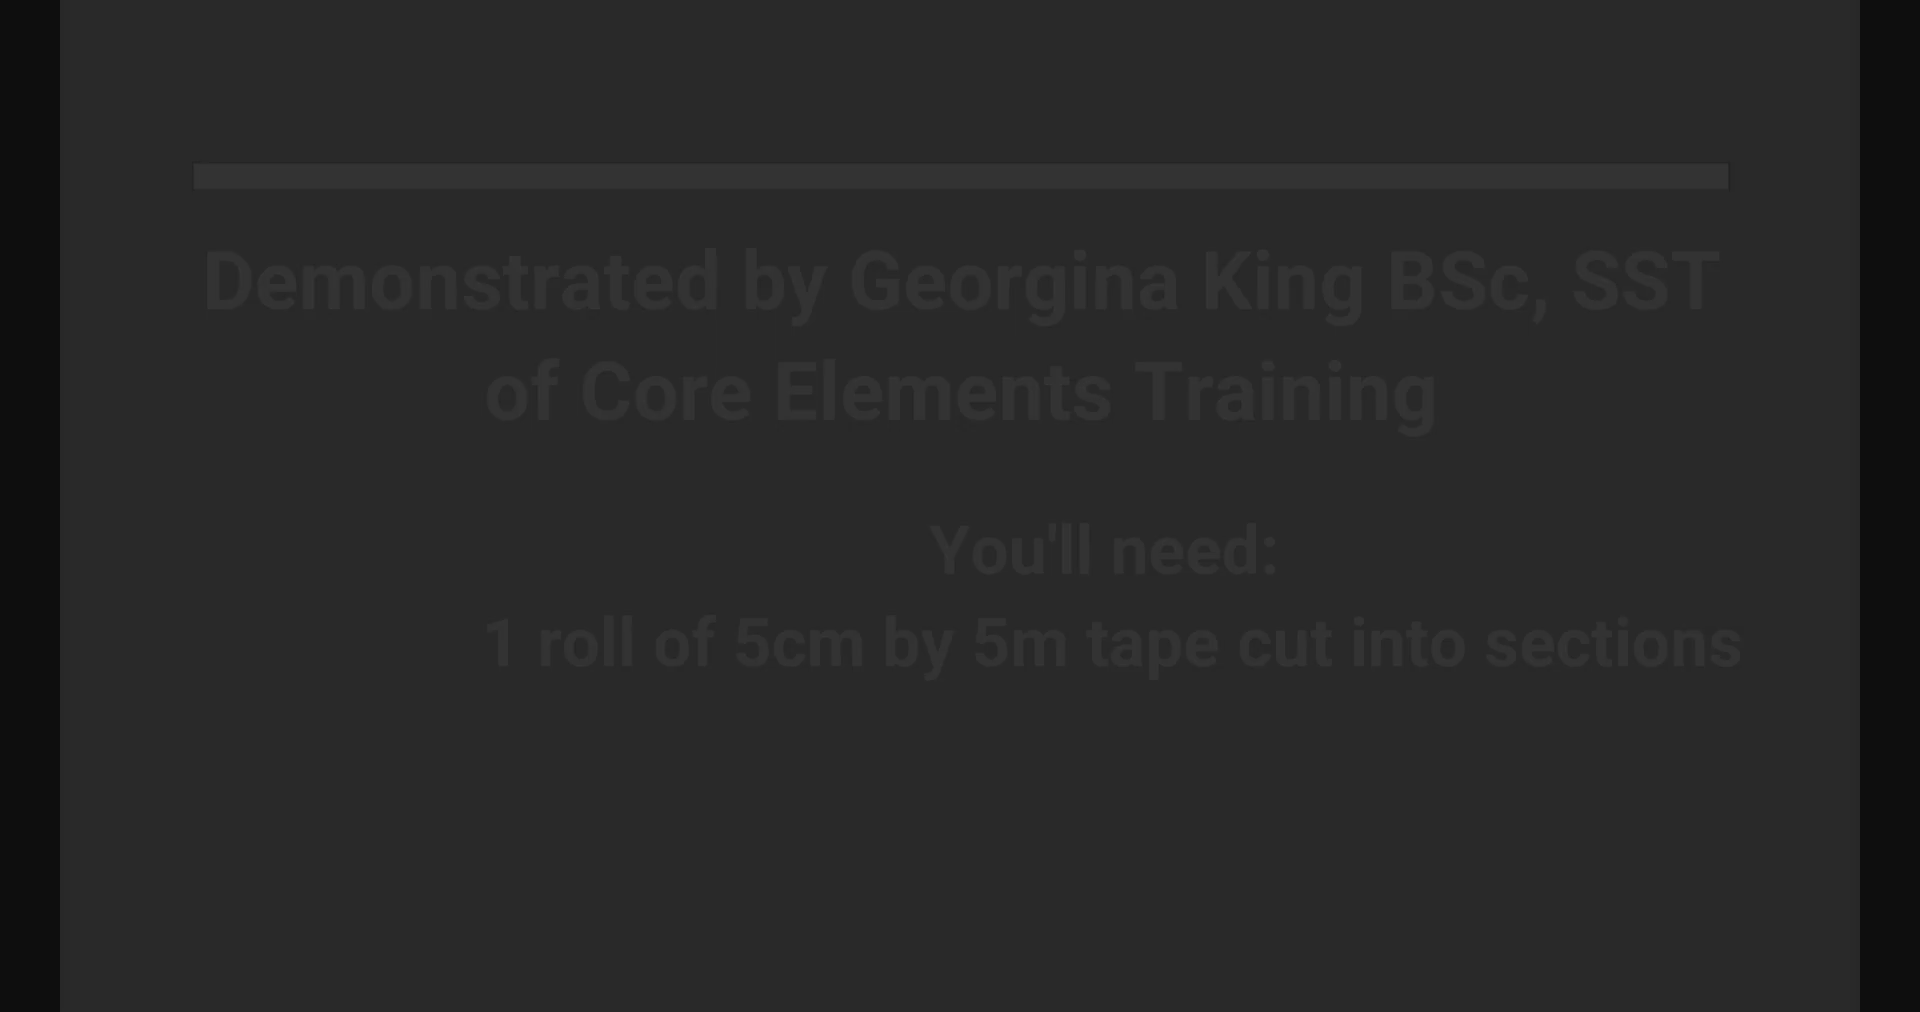 Demonstrated by Georgina King BSc, SST
of Core Elements Training
You'll need:
1 roll of 5cm by 5m tape cut into sections